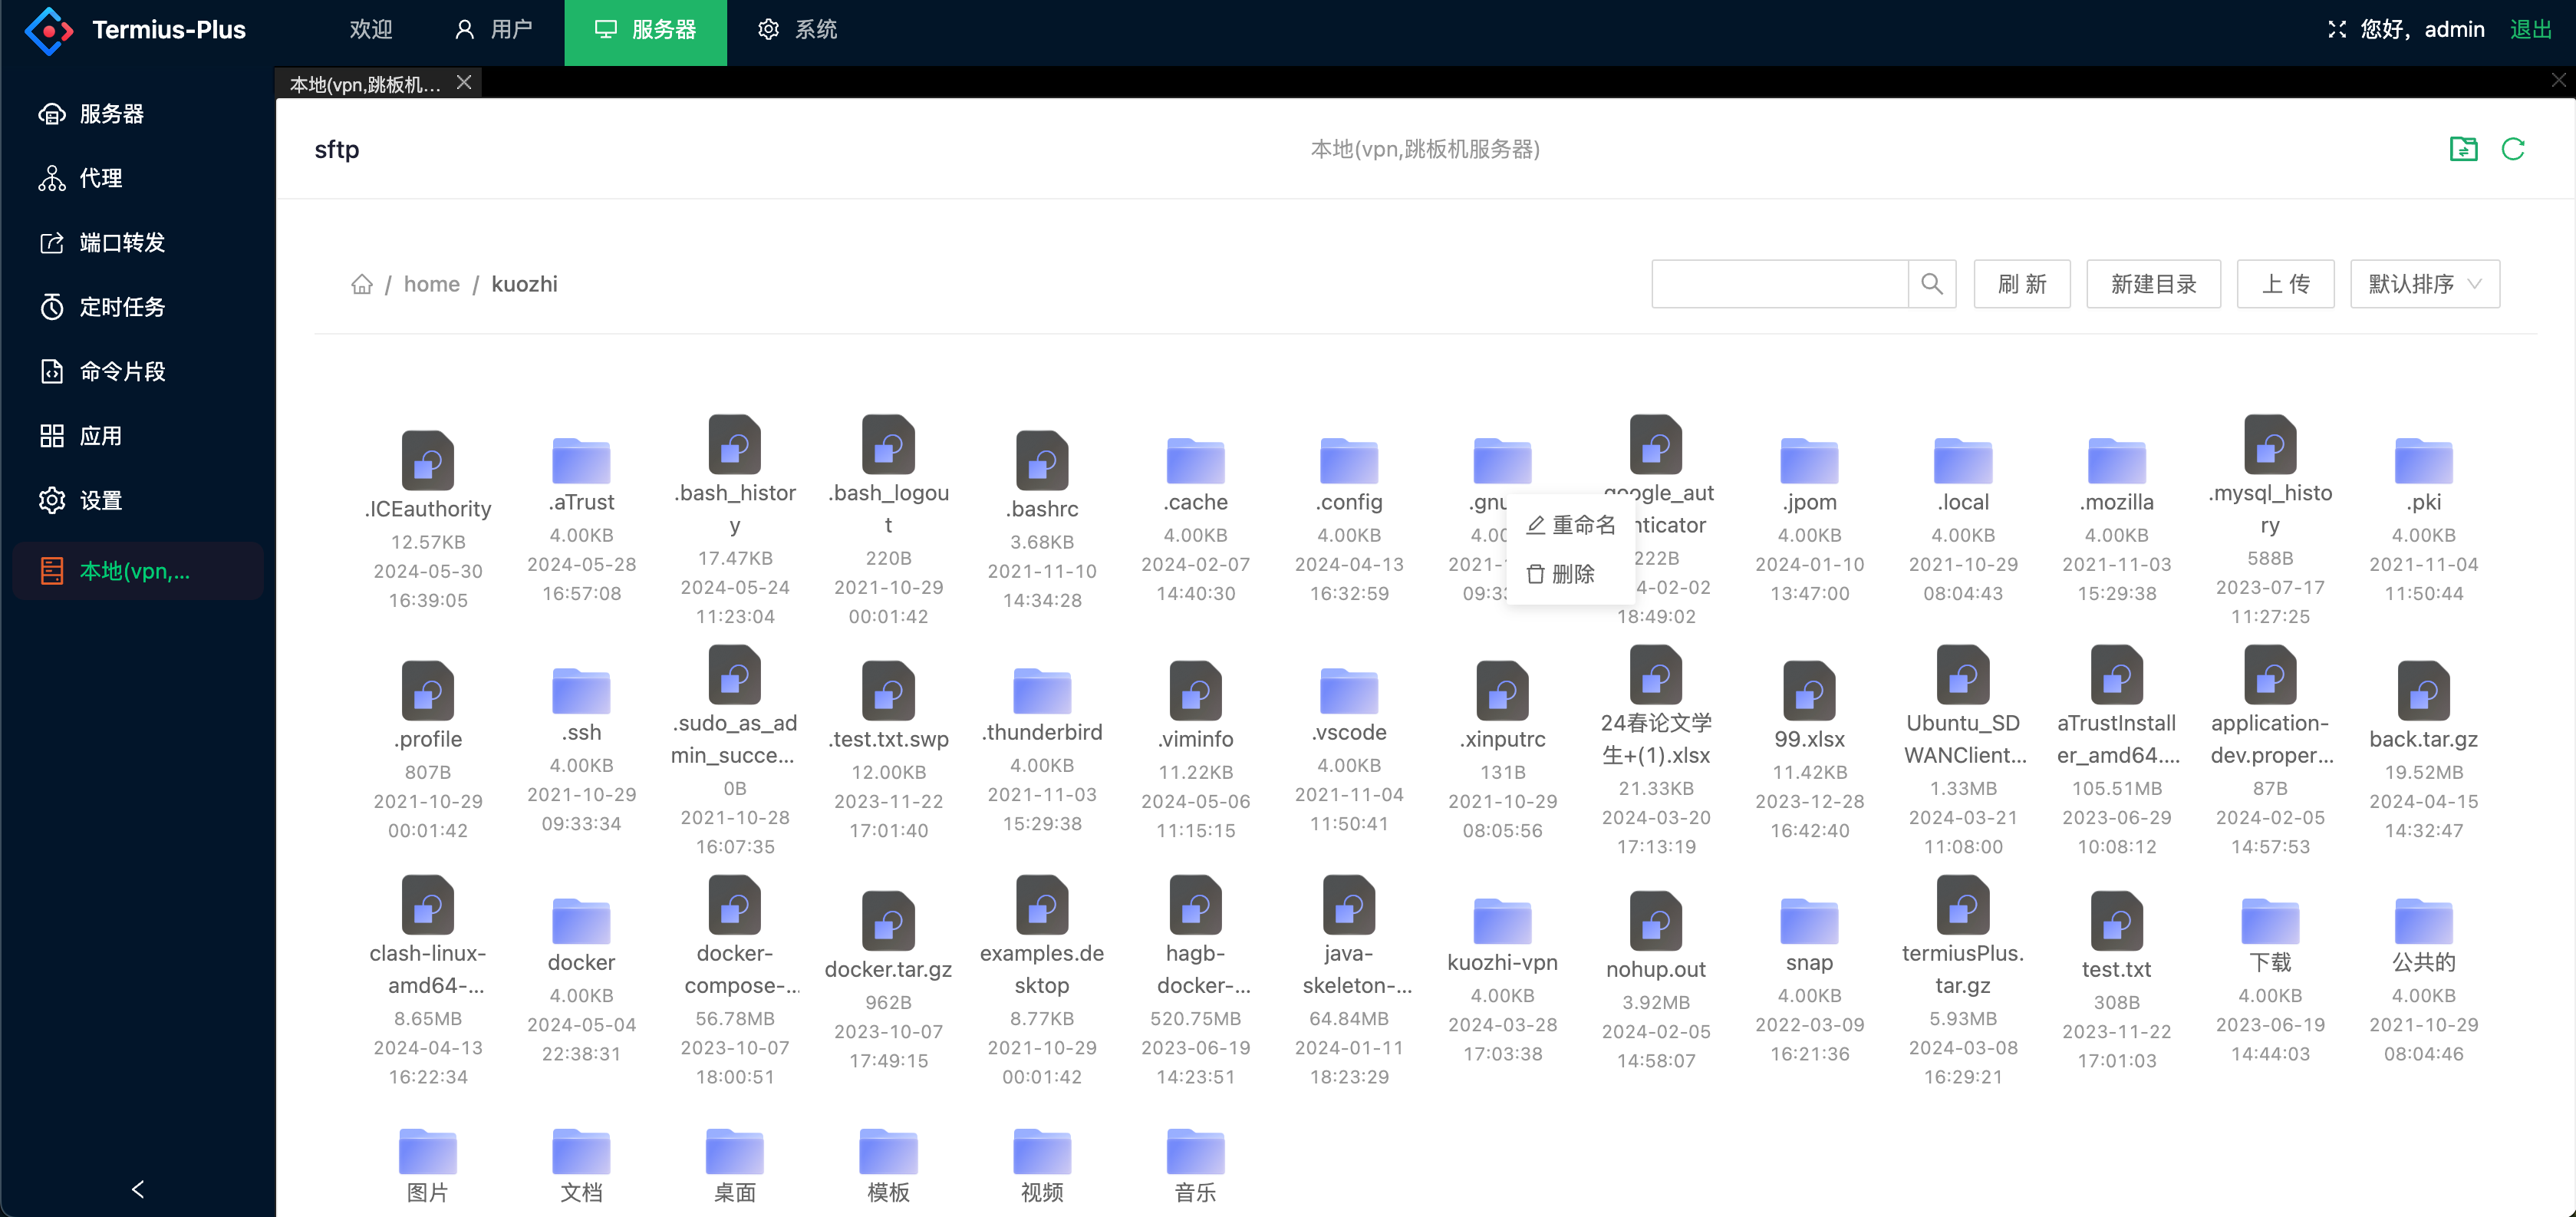 Termius-Plus
欢迎
用户
服务器
系统
您好，admin
退出
服务器
代理
端口转发
定时任务
命令片段
应用
设置
本地(vpn,...
本地(vpn,跳板机...
sftp
本地(vpn,跳板机服务器)
/ home / kuozhi
刷 新
新建目录
上 传
默认排序
.ICEauthority
12.57KB
2024-05-30
16:39:05
.aTrust
4.00KB
2024-05-28
16:57:08
.bash_histor
y
17.47KB
2024-05-24
11:23:04
.bash_logou
t
220B
2021-10-29
00:01:42
.bashrc
3.68KB
2021-11-10
14:34:28
.cache
4.00KB
2024-02-07
14:40:30
.config
4.00KB
2024-04-13
16:32:59
.gnu
4.00
2021-
09:33
重命名
删除
google_aut
nticator
222B
4-02-02
18:49:02
.jpom
4.00KB
2024-01-10
13:47:00
.local
4.00KB
2021-10-29
08:04:43
.mozilla
4.00KB
2021-11-03
15:29:38
.mysql_histo
ry
588B
2023-07-17
11:27:25
.pki
4.00KB
2021-11-04
11:50:44
.profile
807B
2021-10-29
00:01:42
.ssh
4.00KB
2021-10-29
09:33:34
.sudo_as_ad
min_succe...
0B
2021-10-28
16:07:35
.test.txt.swp
12.00KB
2023-11-22
17:01:40
.thunderbird
4.00KB
2021-11-03
15:29:38
.viminfo
11.22KB
2024-05-06
11:15:15
.vscode
4.00KB
2021-11-04
11:50:41
.xinputrc
131B
2021-10-29
08:05:56
24春论文学
生+(1).xlsx
21.33KB
2024-03-20
17:13:19
99.xlsx
11.42KB
2023-12-28
16:42:40
Ubuntu_SD
WANClient...
1.33MB
2024-03-21
11:08:00
aTrustInstall
er_amd64....
105.51MB
2023-06-29
10:08:12
application-
dev.proper...
87B
2024-02-05
14:57:53
back.tar.gz
19.52MB
2024-04-15
14:32:47
clash-linux-
amd64-...
8.65MB
2024-04-13
16:22:34
docker
4.00KB
2024-05-04
22:38:31
docker-
compose-...
56.78MB
2023-10-07
18:00:51
docker.tar.gz
962B
2023-10-07
17:49:15
examples.de
sktop
8.77KB
2021-10-29
00:01:42
hagb-
docker-...
520.75MB
2023-06-19
14:23:51
java-
skeleton-...
64.84MB
2024-01-11
18:23:29
kuozhi-vpn
4.00KB
2024-03-28
17:03:38
nohup.out
3.92MB
2024-02-05
14:58:07
snap
4.00KB
2022-03-09
16:21:36
termiusPlus.
tar.gz
5.93MB
2024-03-08
16:29:21
test.txt
308B
2023-11-22
17:01:03
下载
4.00KB
2023-06-19
14:44:03
公共的
4.00KB
2021-10-29
08:04:46
图片
文档
桌面
模板
视频
音乐